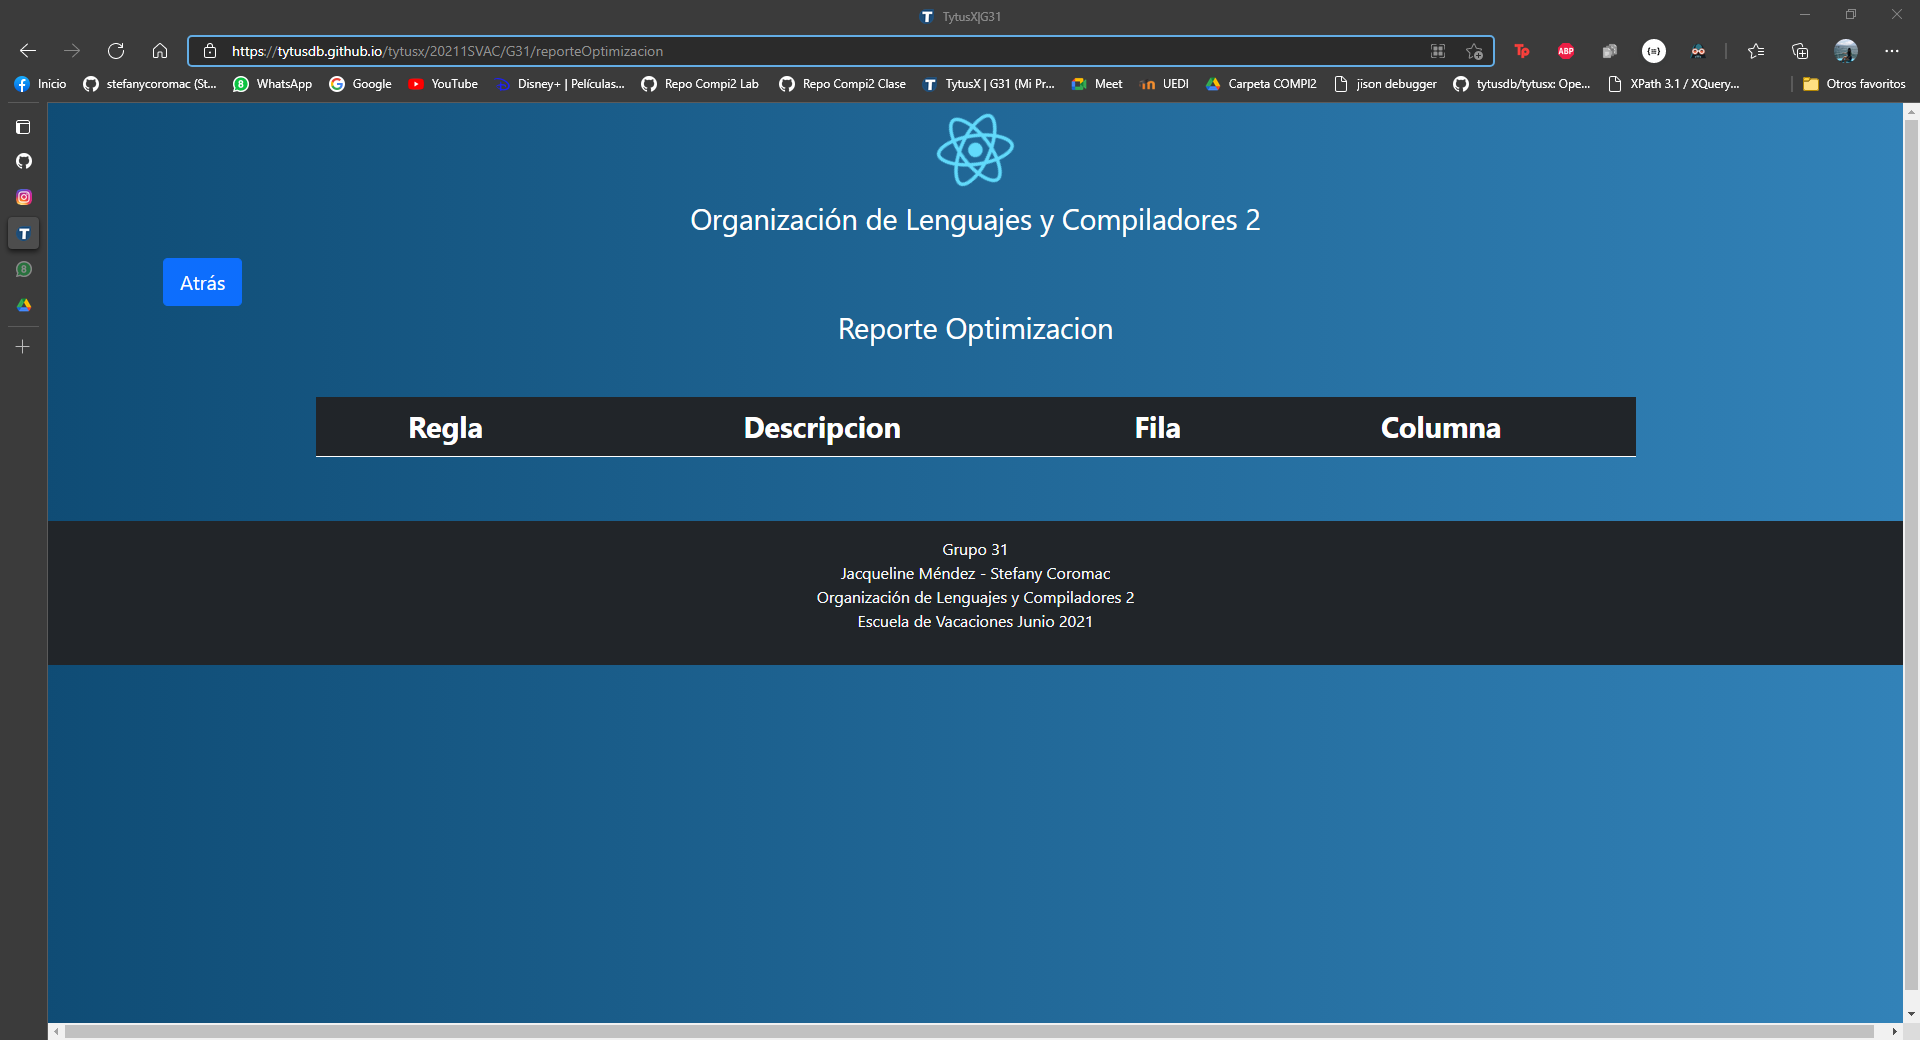 TytusX|G31
https://tytusdb.github.io/tytusx/20211SVAC/G31/reporteOptimizacion
Tp
ABP
Inicio
stefanycoromac (St...
WhatsApp
Google
YouTube
Disney+ | Películas...
Repo Compi2 Lab
Repo Compi2 Clase
TytusX | G31 (Mi Pr...
Meet
UEDI
Carpeta COMPI2
jison debugger
tytusdb/tytusx: Ope...
XPath 3.1 / XQuery...
Otros favoritos
Organización de Lenguajes y Compiladores 2
Atrás
Reporte Optimizacion
Regla Descripcion Fila Columna
Grupo 31
Jacqueline Méndez - Stefany Coromac
Organización de Lenguajes y Compiladores 2
Escuela de Vacaciones Junio 2021